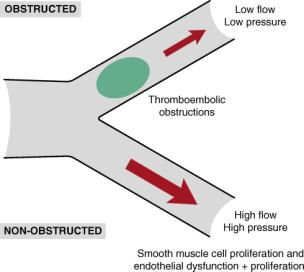 OBSTRUCTED
Low flow
Low pressure
Thromboembolic
obstructions
High flow
High pressure
NON-OBSTRUCTED
Smooth muscle cell proliferation and
endothelial dysfunction + proliferation